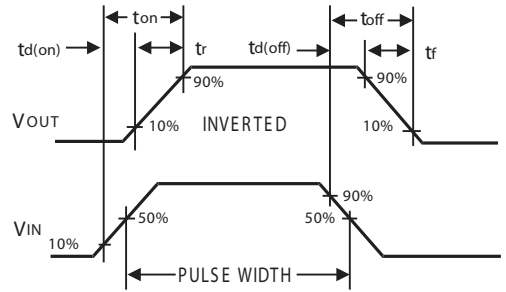 ton toff
td(on) tr td(off) tf
90% 90%
VOUT 10% INVERTED 10%
90%
50% 50%
VIN 10%
PULSE WIDTH